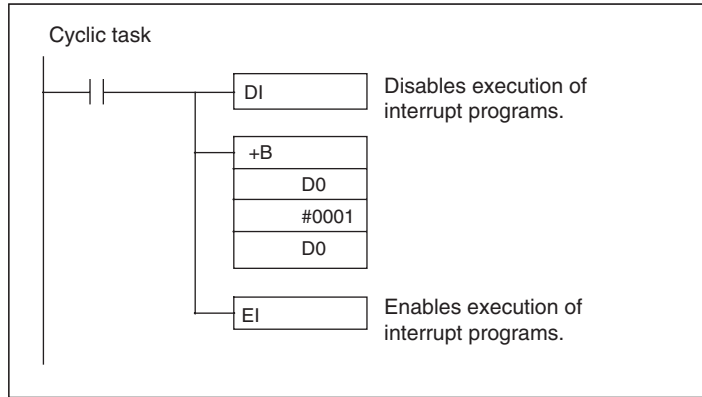 Cyclic task
DI
Disables execution of
interrupt programs.
+B
D0
#0001
D0
EI
Enables execution of
interrupt programs.